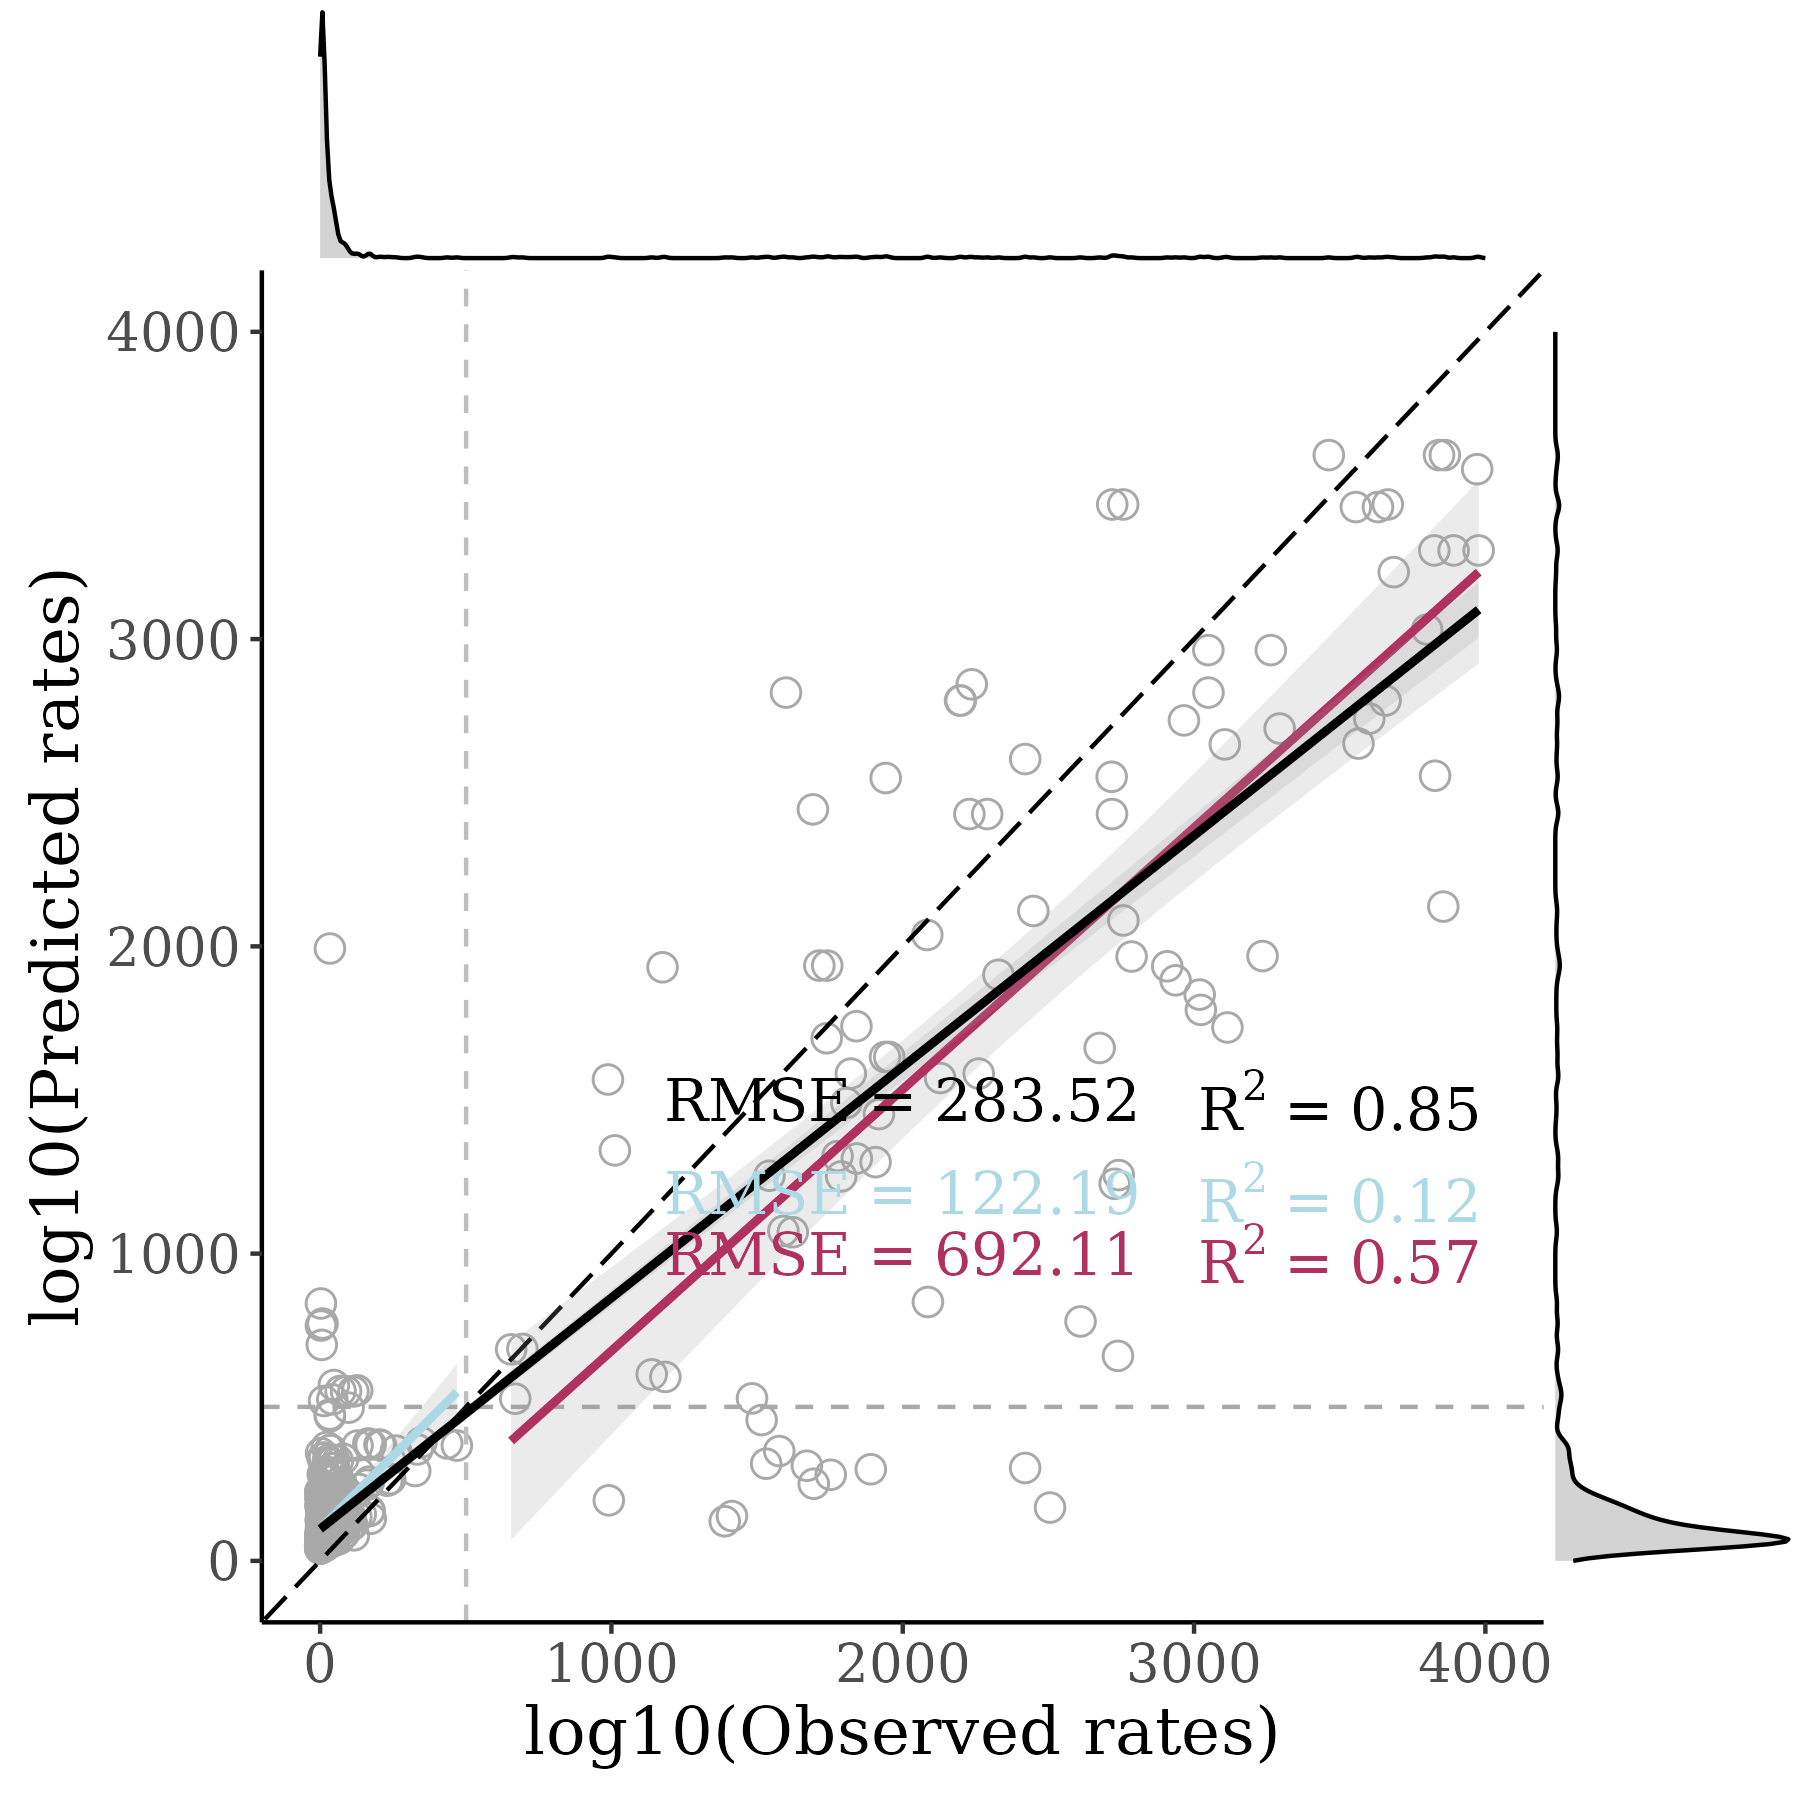 4000
3000
2000
1000
0
log10(Predicted rates)
RMSE = 283.52 R² = 0.85
RMSE = 122.19 R² = 0.12
RMSE = 692.11 R² = 0.57
0 1000 2000 3000 4000
log10(Observed rates)